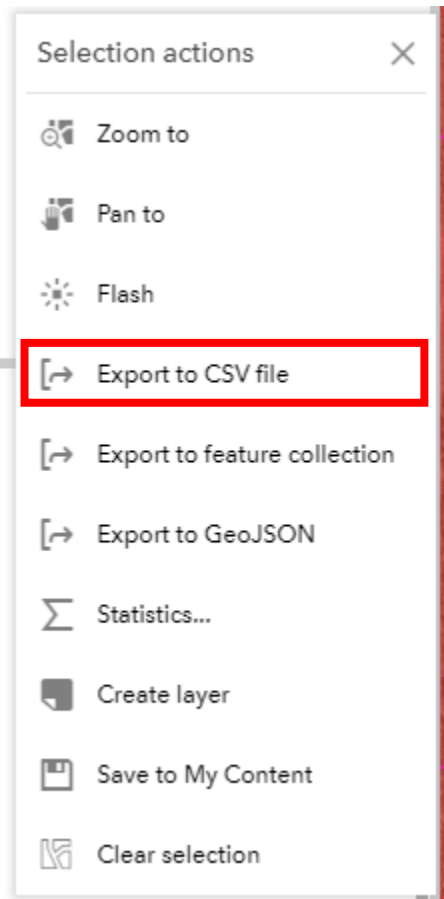 Selection actions
Zoom to
Pan to
Flash
Export to CSV file
Export to feature collection
Export to GeoJSON
Statistics...
Create layer
Save to My Content
Clear selection